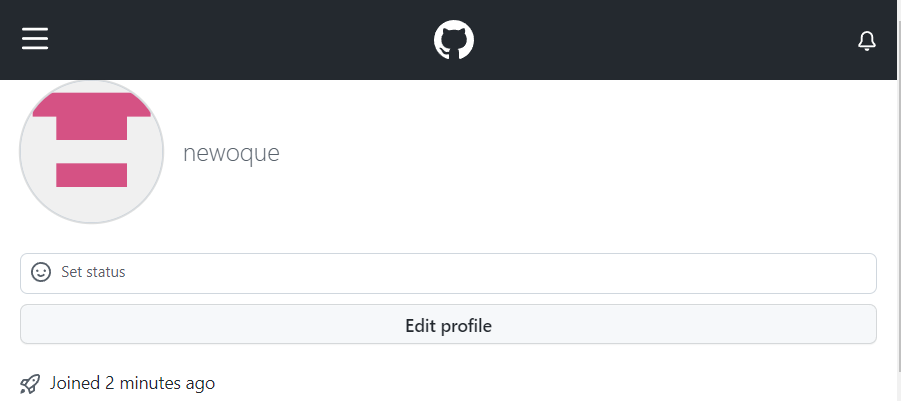 newoque
Set status
Edit profile
Joined 2 minutes ago